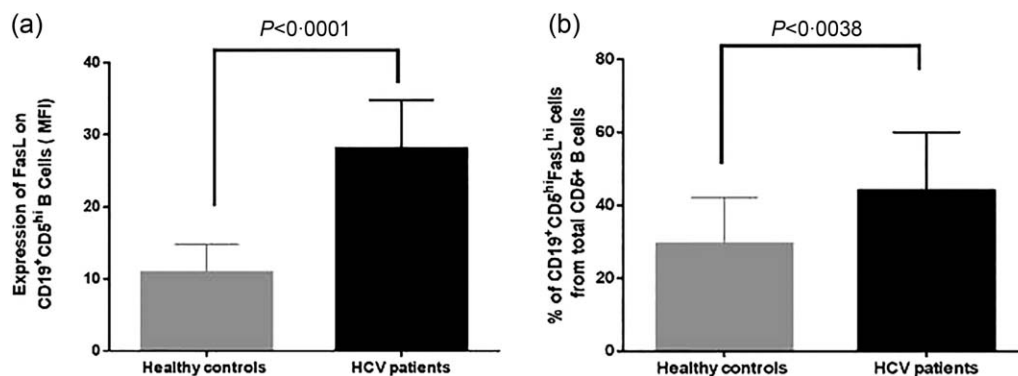 (a)
P<0·0001
Expression of FasL on
CD19⁺CD5ʰⁱ B Cells ( MFI)
40
30
20
10
0
Healthy controls
HCV patients
(b)
P<0·0038
% of CD19⁺CD5ʰⁱFasLʰⁱ cells
from total CD5+ B cells
80
60
40
20
0
Healthy controls
HCV patients